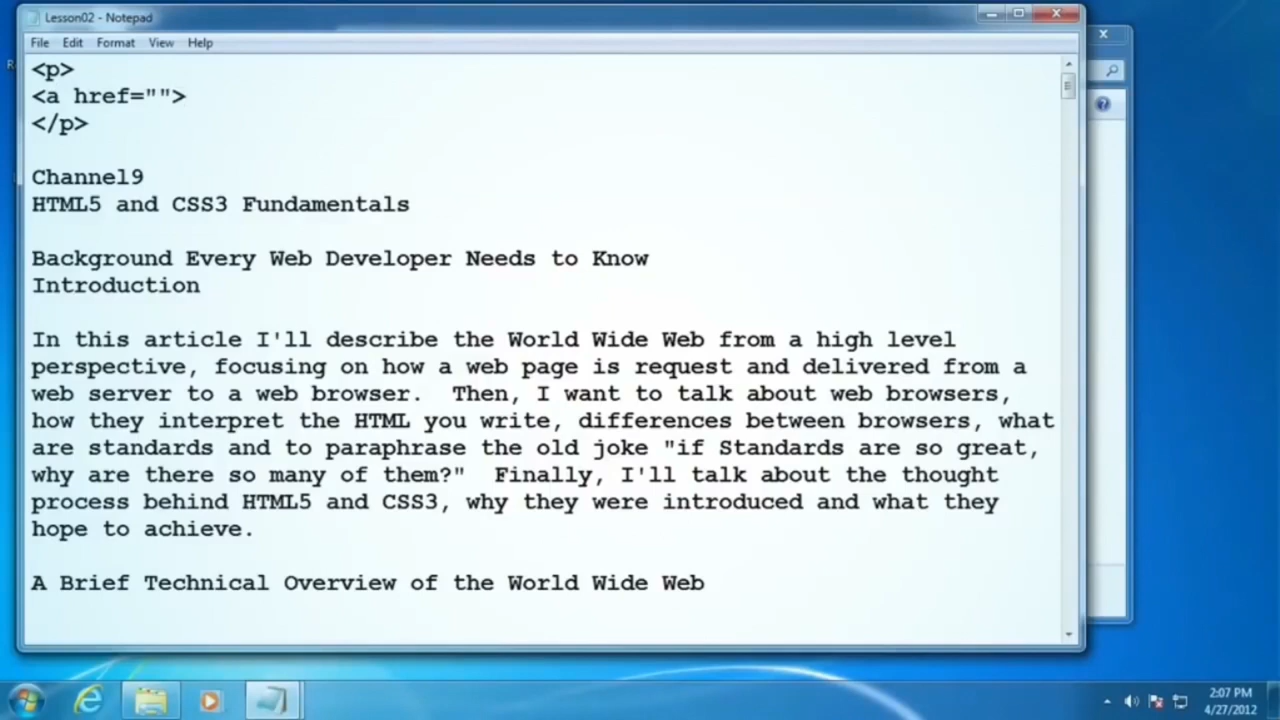 Lesson02 - Notepad
File Edit Format View Help
<p>
<a href="">
</p>
Channel9
HTML5 and CSS3 Fundamentals
Background Every Web Developer Needs to Know
Introduction
In this article I'll describe the World Wide Web from a high level
perspective, focusing on how a web page is request and delivered from a
web server to a web browser.  Then, I want to talk about web browsers,
how they interpret the HTML you write, differences between browsers, what
are standards and to paraphrase the old joke "if Standards are so great,
why are there so many of them?"  Finally, I'll talk about the thought
process behind HTML5 and CSS3, why they were introduced and what they
hope to achieve.
A Brief Technical Overview of the World Wide Web
2:07 PM
4/27/2012